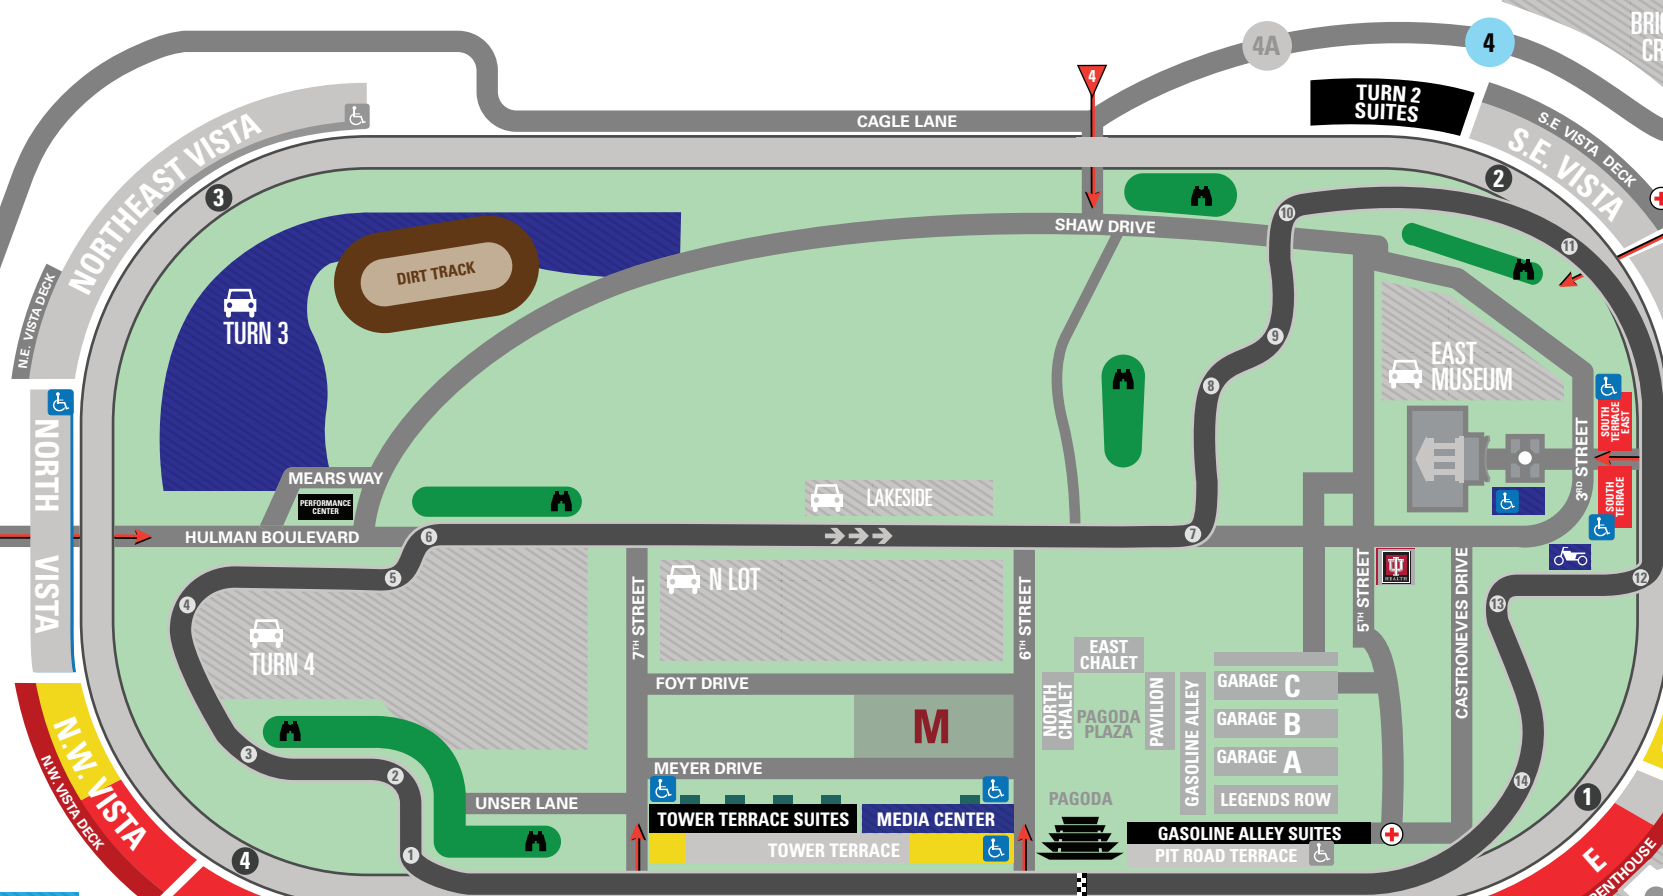 BRI
CR
4A
4
4
TURN 2
SUITES
CAGLE LANE
S.E VISTA DECK
S.E. VISTA
NORTHEAST VISTA
N.E. VISTA DECK
3
2
SHAW DRIVE
10
11
DIRT TRACK
TURN 3
9
8
EAST
MUSEUM
SOUTH
TERRACE
EAST
3RD STREET
SOUTH
TERRACE
NORTH VISTA
MEARS WAY
PERFORMANCE
CENTER
LAKESIDE
HULMAN BOULEVARD
6
7
5
4
N LOT
7TH STREET
6TH STREET
5TH STREET
HEALTH
CASTRONEVES DRIVE
12
13
TURN 4
EAST
CHALET
FOYT DRIVE
NORTH
CHALET
PAGODA
PLAZA
PAVILION
GASOLINE ALLEY
GARAGE C
GARAGE B
GARAGE A
LEGENDS ROW
M
N.W. VISTA
N.W. VISTA DECK
3
2
MEYER DRIVE
14
1
UNSER LANE
PAGODA
TOWER TERRACE SUITES
MEDIA CENTER
GASOLINE ALLEY SUITES
TOWER TERRACE
PIT ROAD TERRACE
4
1
E
PENTHOUSE